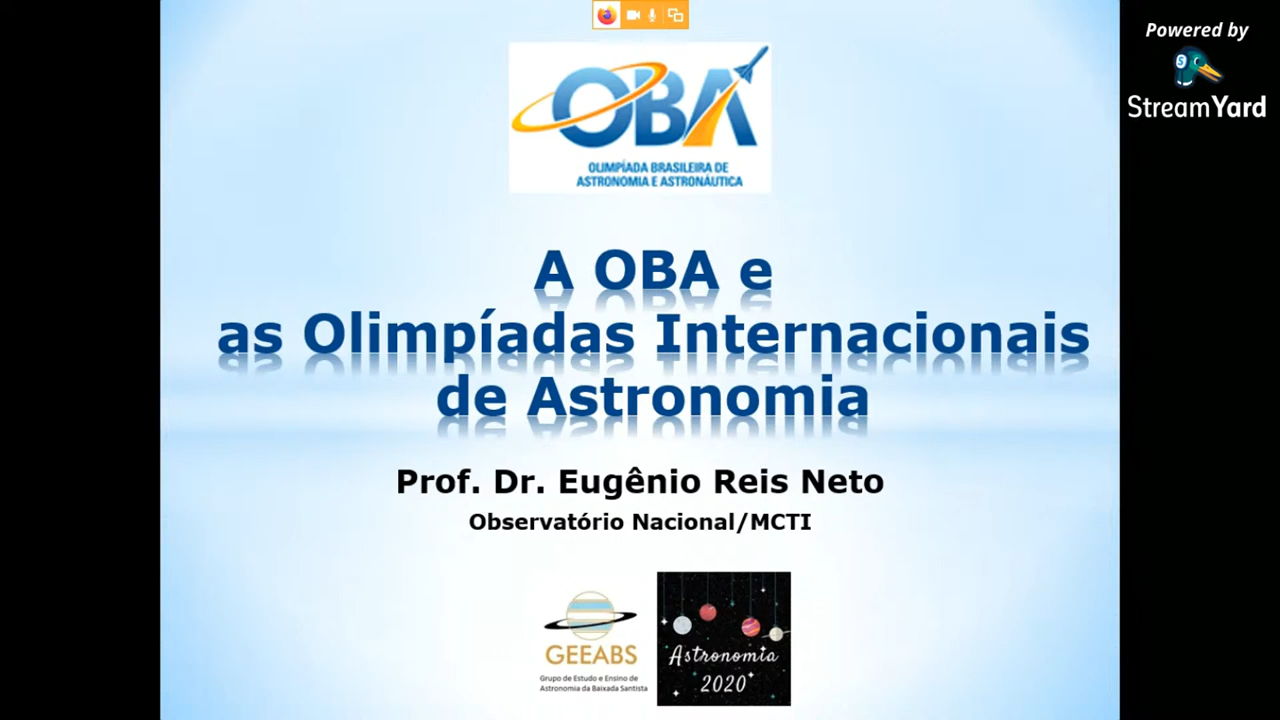 Powered by
S
StreamYard
OBA
OLIMPÍADA BRASILEIRA DE
ASTRONOMIA E ASTRONÁUTICA
A OBA e
as Olimpíadas Internacionais
de Astronomia
Prof. Dr. Eugênio Reis Neto
Observatório Nacional/MCTI
GEEABS
Grupo de Estudo e Ensino de
Astronomia da Baixada Santista
Astronomia
2020